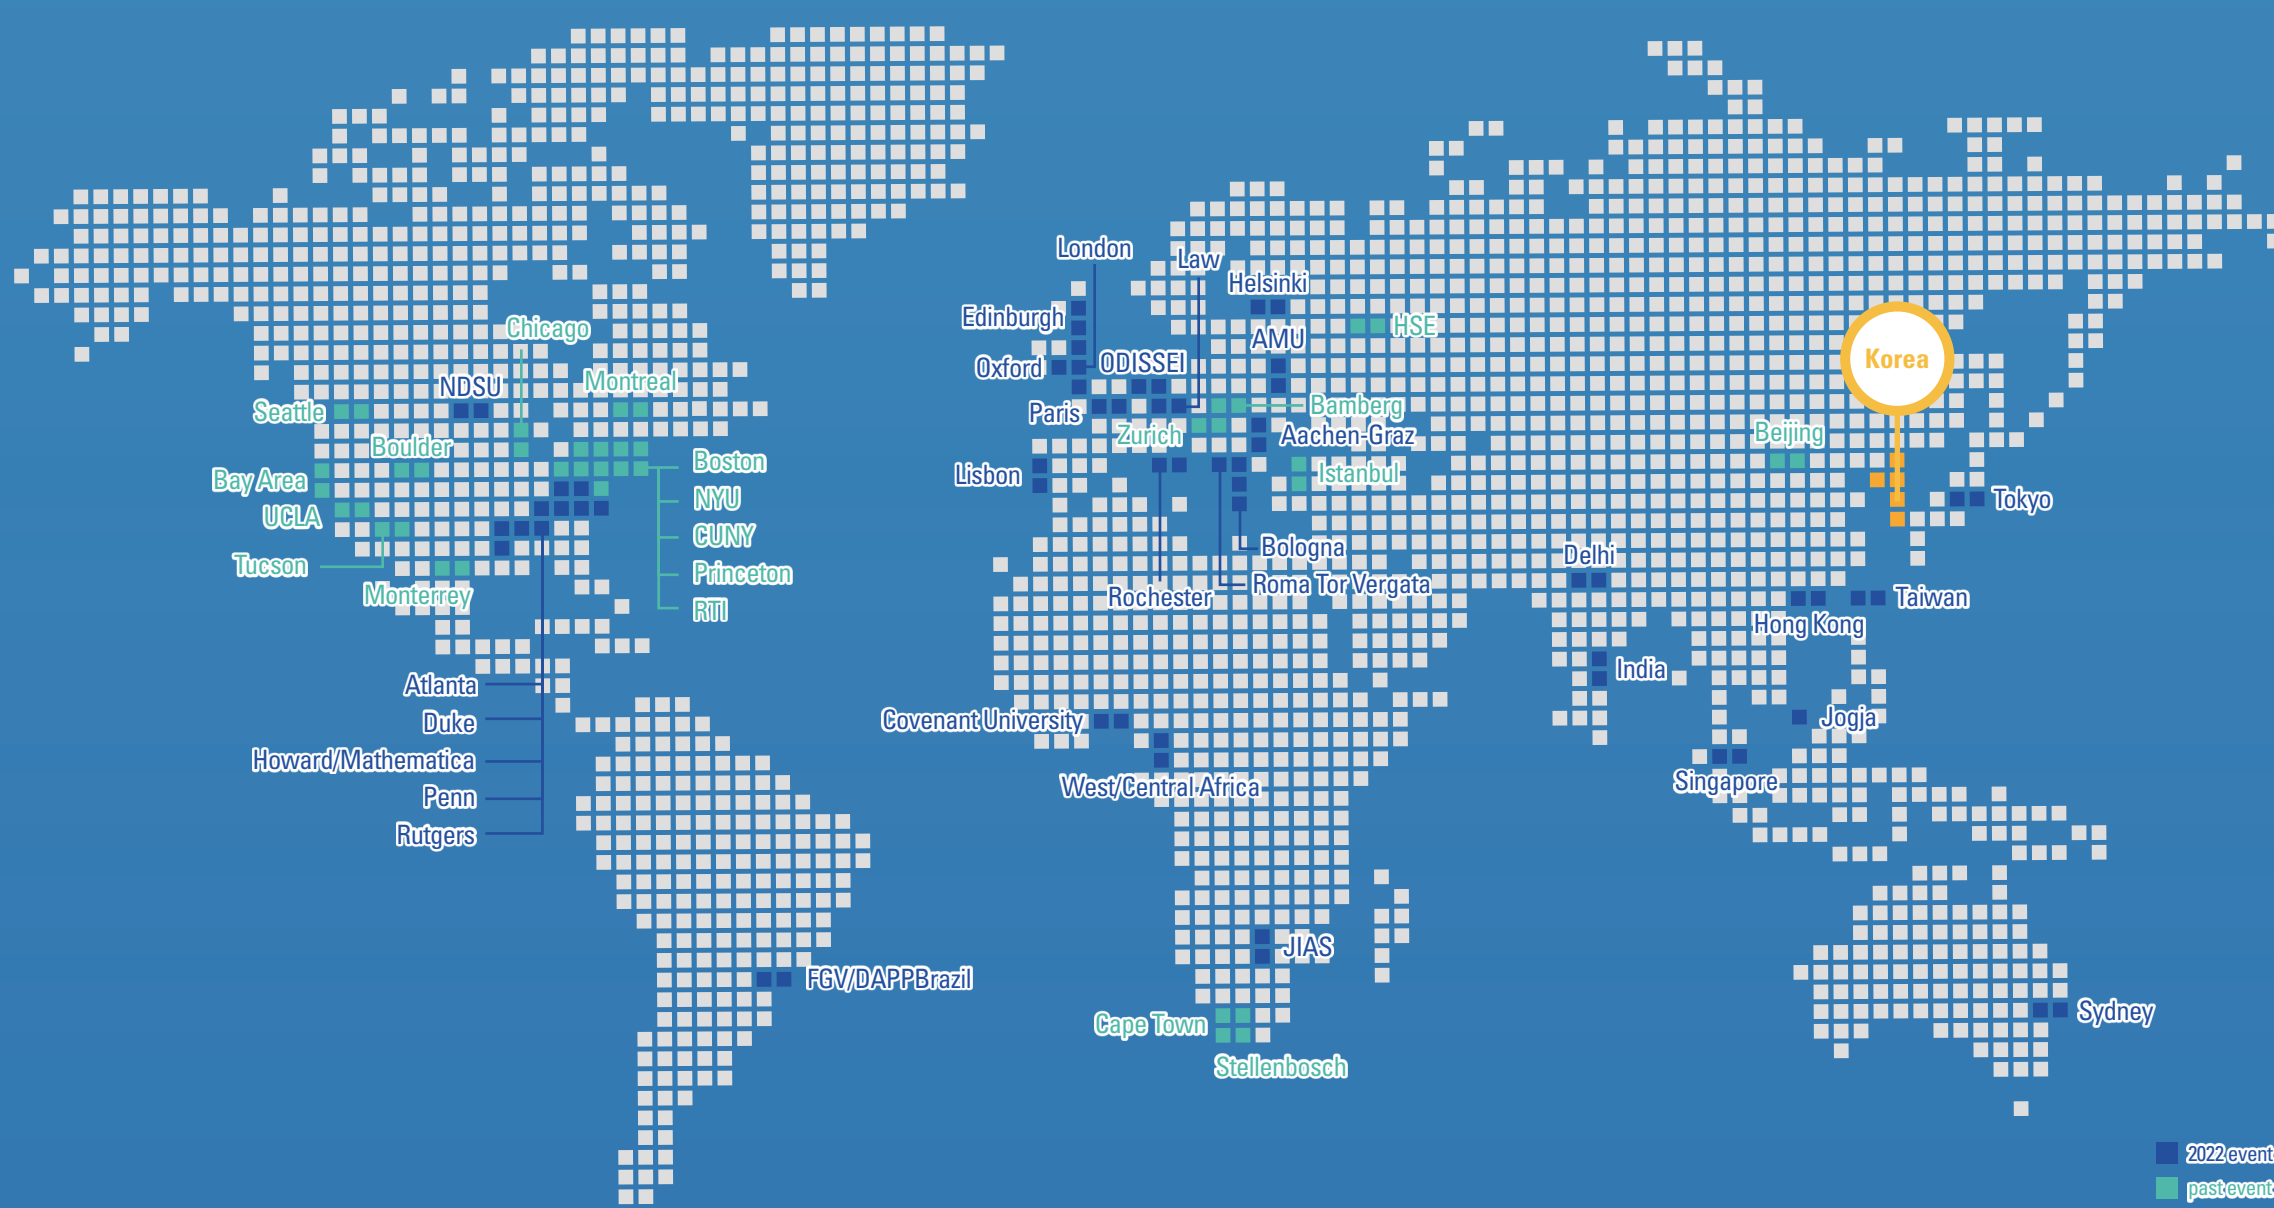 London
Law
Helsinki
Edinburgh
HSE
Chicago
AMU
Korea
Oxford
ODISSEI
NDSU
Montreal
Seattle
Paris
Bamberg
Zurich
Aachen-Graz
Beijing
Boulder
Boston
Bay Area
Lisbon
Istanbul
NYU
Tokyo
UCLA
CUNY
Bologna
Delhi
Tucson
Princeton
Roma Tor Vergata
Monterrey
Rochester
Taiwan
RTI
Hong Kong
India
Atlanta
Duke
Covenant University
Jogja
Howard/Mathematica
West/Central Africa
Singapore
Penn
Rutgers
JIAS
FGV/DAPPBrazil
Cape Town
Sydney
Stellenbosch
2022 event
past event